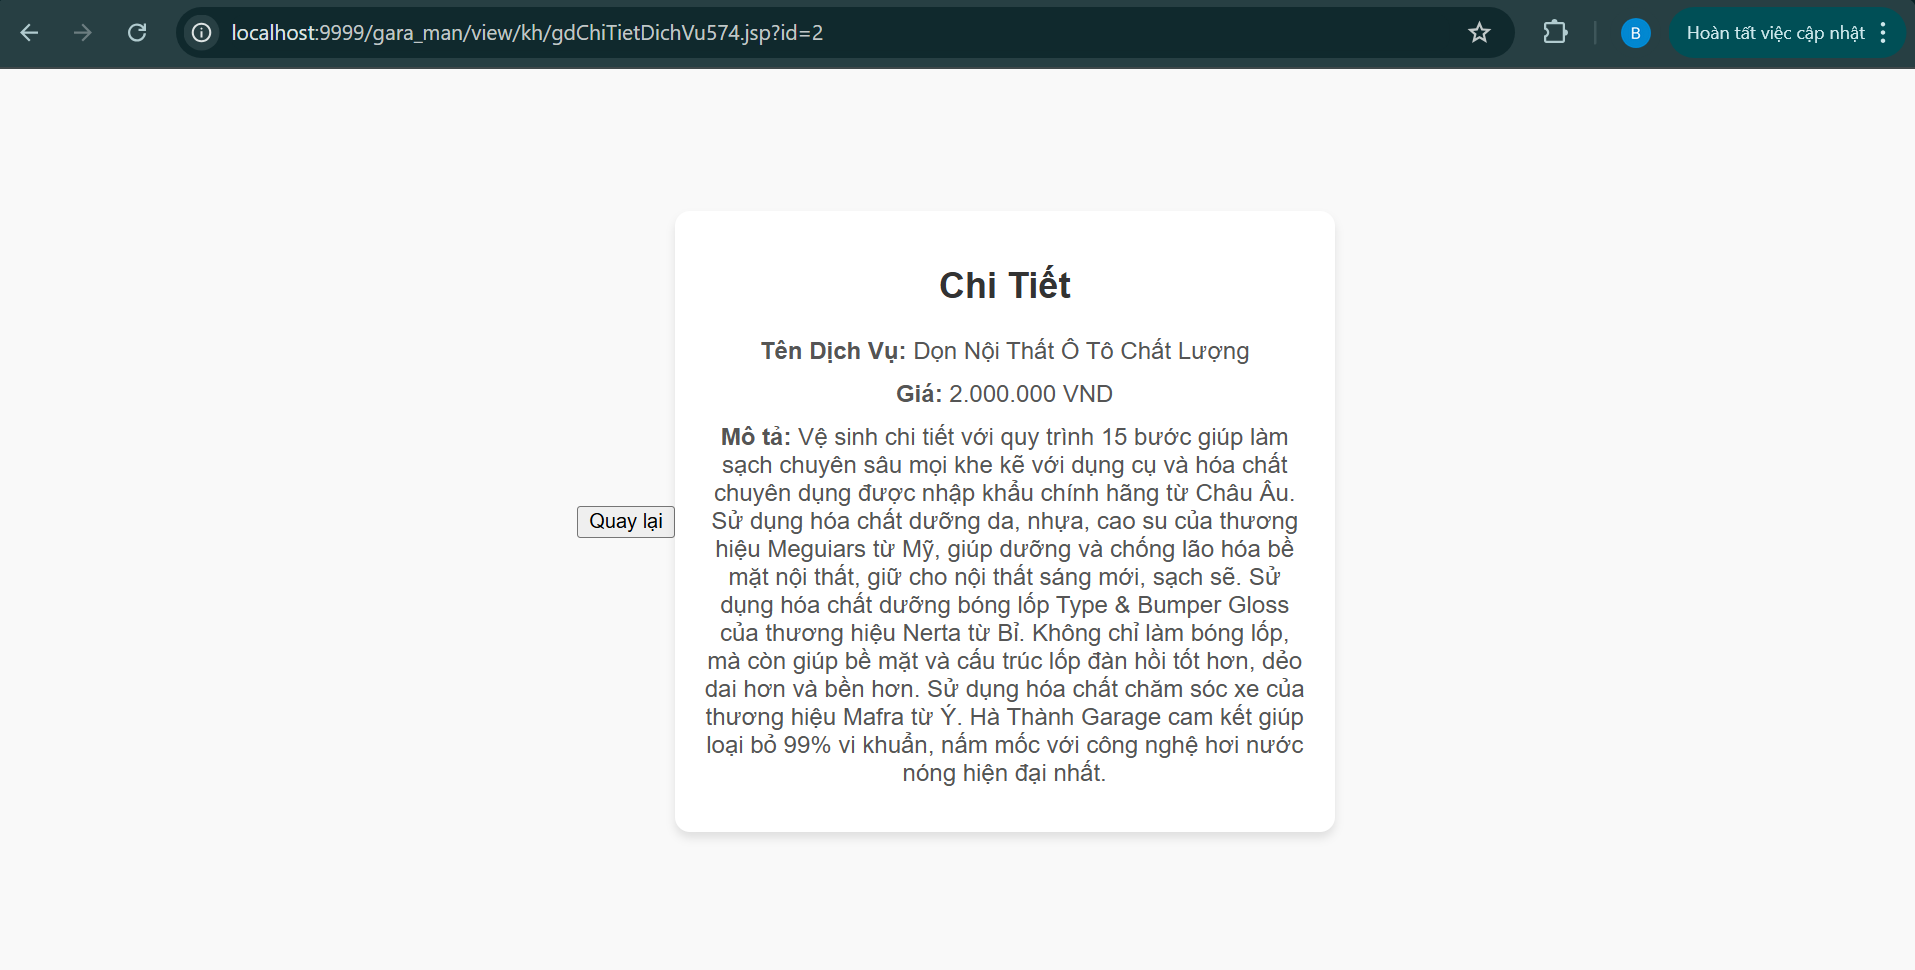 localhost:9999/gara_man/view/kh/gdChiTietDichVu574.jsp?id=2
B
Hoàn tất việc cập nhật
Chi Tiết
Tên Dịch Vụ: Dọn Nội Thất Ô Tô Chất Lượng
Giá: 2.000.000 VND
Mô tả: Vệ sinh chi tiết với quy trình 15 bước giúp làm
sạch chuyên sâu mọi khe kẽ với dụng cụ và hóa chất
chuyên dụng được nhập khẩu chính hãng từ Châu Âu.
Quay lại
Sử dụng hóa chất dưỡng da, nhựa, cao su của thương
hiệu Meguiars từ Mỹ, giúp dưỡng và chống lão hóa bề
mặt nội thất, giữ cho nội thất sáng mới, sạch sẽ. Sử
dụng hóa chất dưỡng bóng lốp Type & Bumper Gloss
của thương hiệu Nerta từ Bỉ. Không chỉ làm bóng lốp,
mà còn giúp bề mặt và cấu trúc lốp đàn hồi tốt hơn, dẻo
dai hơn và bền hơn. Sử dụng hóa chất chăm sóc xe của
thương hiệu Mafra từ Ý. Hà Thành Garage cam kết giúp
loại bỏ 99% vi khuẩn, nấm mốc với công nghệ hơi nước
nóng hiện đại nhất.